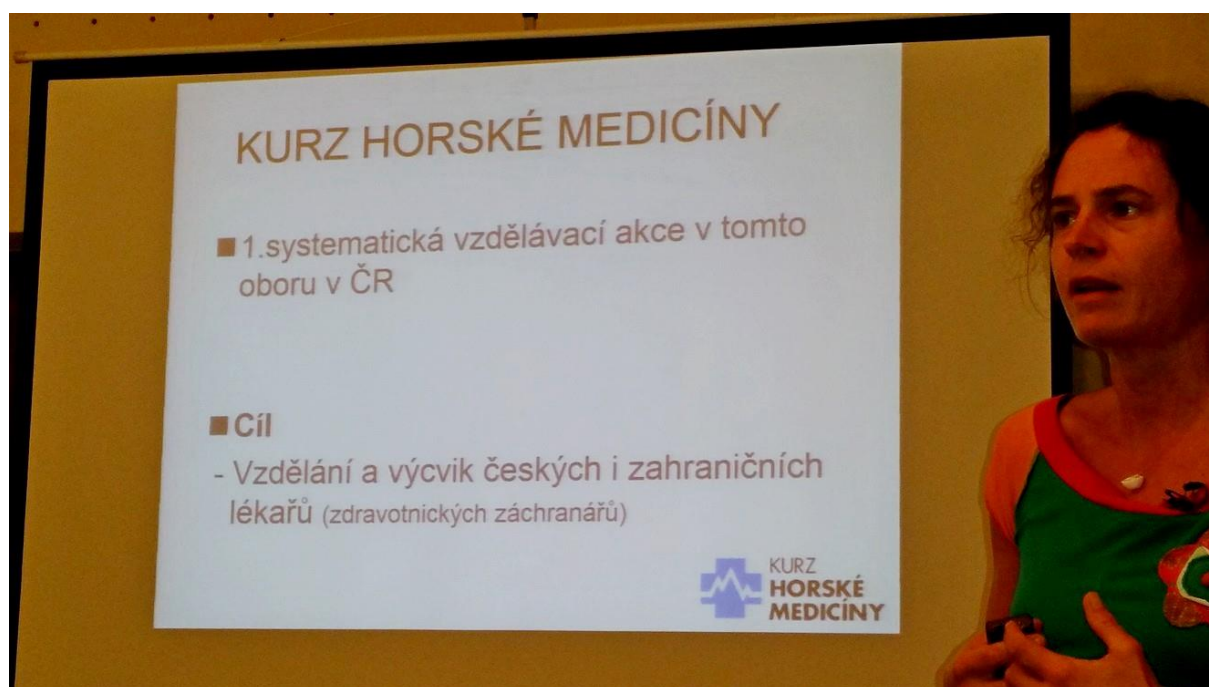 KURZ HORSKÉ MEDICÍNY
1.systematická vzdělávací akce v tomto
oboru v ČR
Cíl
- Vzdělání a výcvik českých i zahraničních
lékařů (zdravotnických záchranářů)
KURZ
HORSKÉ
MEDICÍNY